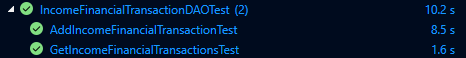 IncomeFinancialTransactionDAOTest (2) 10.2 s
AddIncomeFinancialTransactionTest 8.5 s
GetIncomeFinancialTransactionsTest 1.6 s